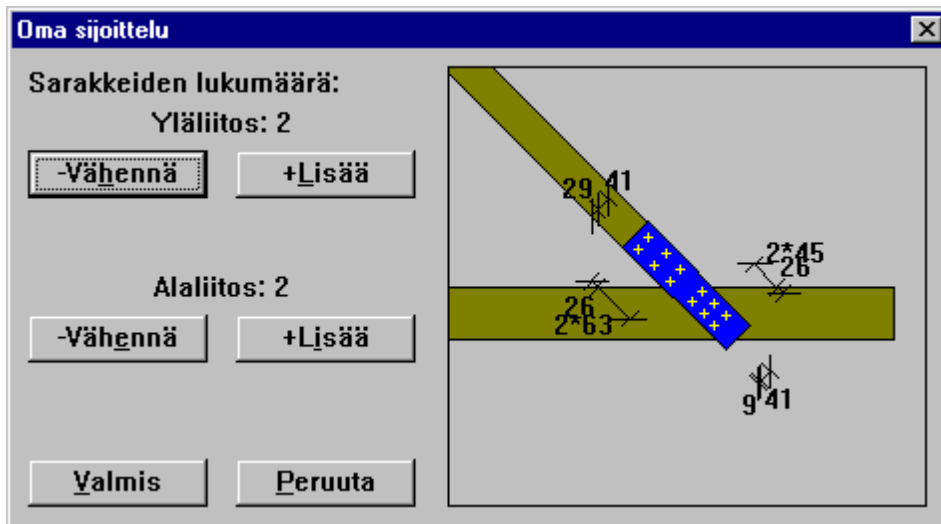 Oma sijoittelu
Sarakkeiden lukumäärä:
Yläliitos: 2
-Vähennä
+Lisää
Alaliitos: 2
-Vähennä
+Lisää
Valmis
Peruuta
29
41
2*45
26
26
2*63
9
41